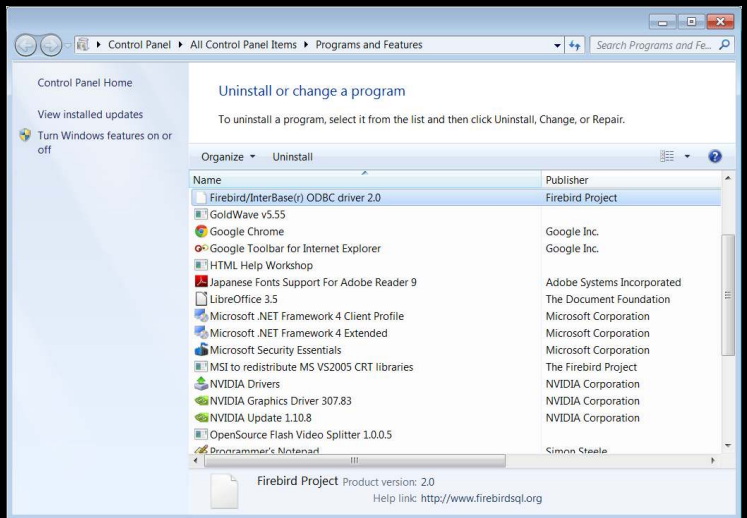 Control Panel ▸ All Control Panel Items ▸ Programs and Features
Search Programs and Fe...
Control Panel Home
View installed updates
Turn Windows features on or
off
Uninstall or change a program
To uninstall a program, select it from the list and then click Uninstall, Change, or Repair.
Organize Uninstall
Name Publisher
Firebird/InterBase(r) ODBC driver 2.0 Firebird Project
GoldWave v5.55
Google Chrome Google Inc.
Google Toolbar for Internet Explorer Google Inc.
HTML Help Workshop
Japanese Fonts Support For Adobe Reader 9 Adobe Systems Incorporated
LibreOffice 3.5 The Document Foundation
Microsoft .NET Framework 4 Client Profile Microsoft Corporation
Microsoft .NET Framework 4 Extended Microsoft Corporation
Microsoft Security Essentials Microsoft Corporation
MSI to redistribute MS VS2005 CRT libraries The Firebird Project
NVIDIA Drivers NVIDIA Corporation
NVIDIA Graphics Driver 307.83 NVIDIA Corporation
NVIDIA Update 1.10.8 NVIDIA Corporation
OpenSource Flash Video Splitter 1.0.0.5
Programmer's Notepad Simon Steele
Firebird Project Product version: 2.0
Help link: http://www.firebirdsql.org